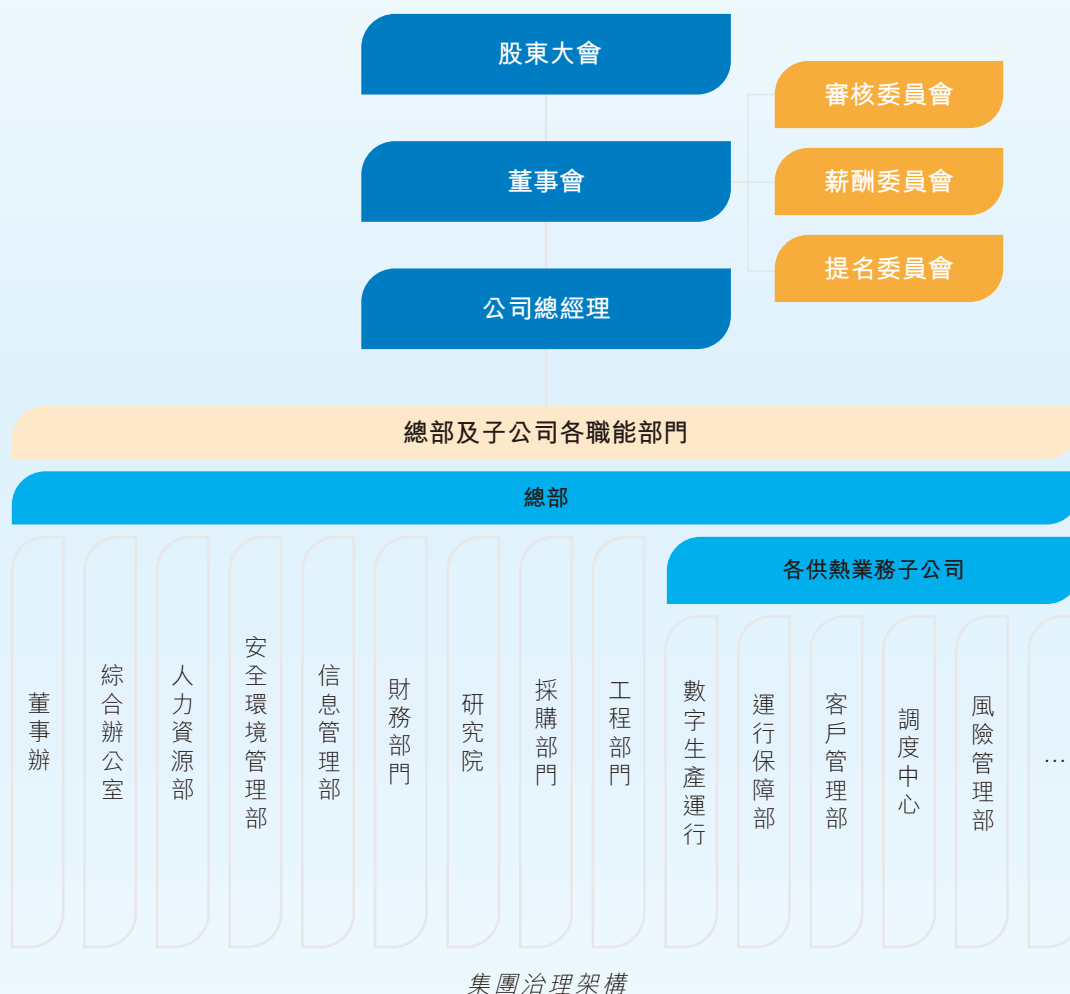 股東大會
董事會
公司總經理
審核委員會
薪酬委員會
提名委員會
總部及子公司各職能部門
總部
各供熱業務子公司
董事辦
綜合辦公室
人力資源部
安全環境管理部
信息管理部
財務部門
研究院
採購部門
工程部門
數字生產運行
運行保障部
客戶管理部
調度中心
風險管理部
…
集團治理架構